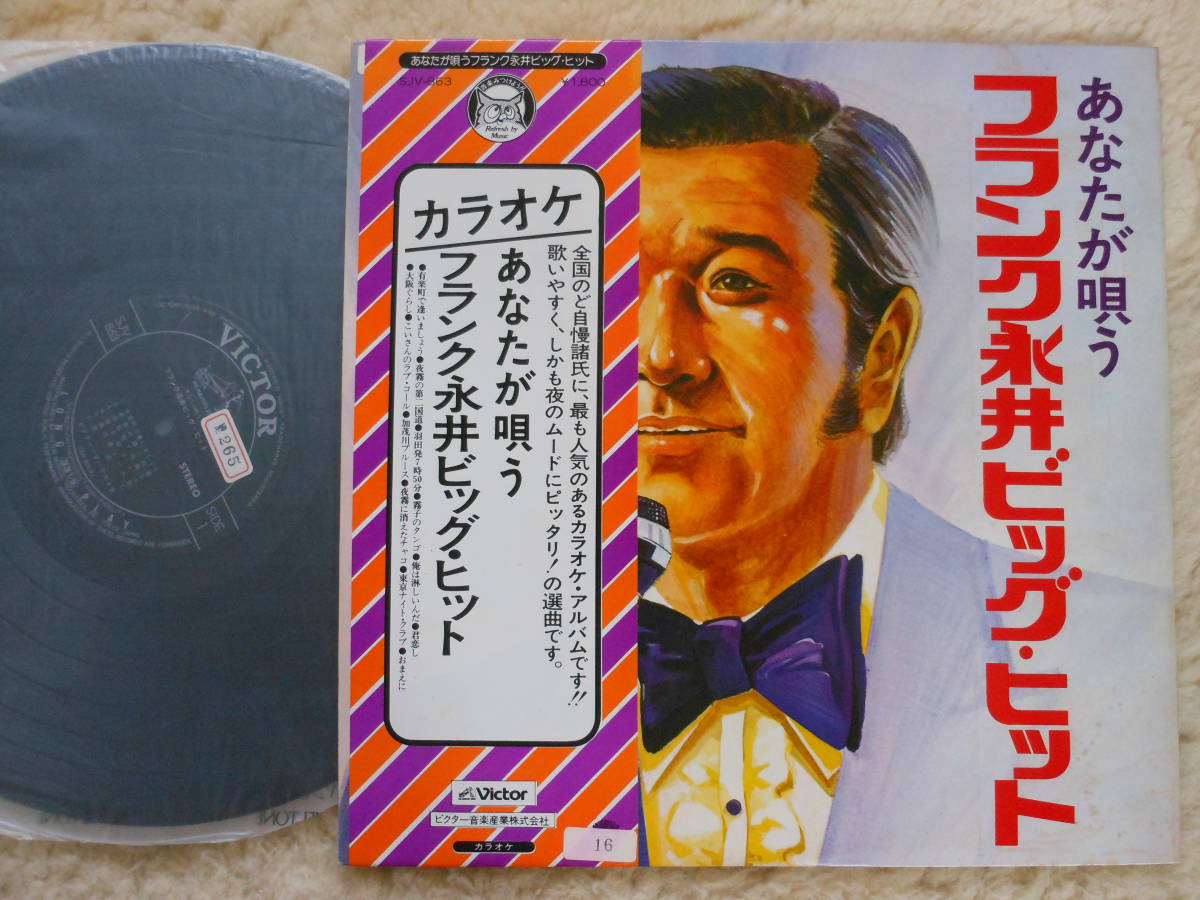 あなたが唄う
フランク永井ビッグ・ヒット
あなたが唄うフランク永井ビッグ・ヒット
SJV-863
¥1,800
音楽みつけよう
Refresh by
Music
カラオケ
全国のど自慢諸氏に、最も人気のあるカラオケ・アルバムです!!
歌いやすく、しかも夜のムードにピッタリ!の選曲です。
あなたが唄う
フランク永井ビッグ・ヒット
●有楽町で逢いましょう●夜霧の第二国道●羽田発7時50分●霧子のタンゴ●俺は淋しいんだ●君恋し
●大阪ぐらし●こいさんのラブ・コール●加茂川ブルース●夜霧に消えたチャコ●東京ナイト・クラブ●おまえに
Victor
ビクター音楽産業株式会社
カラオケ
16
VICTOR
SJV
863
265
STEREO
SIDE
1